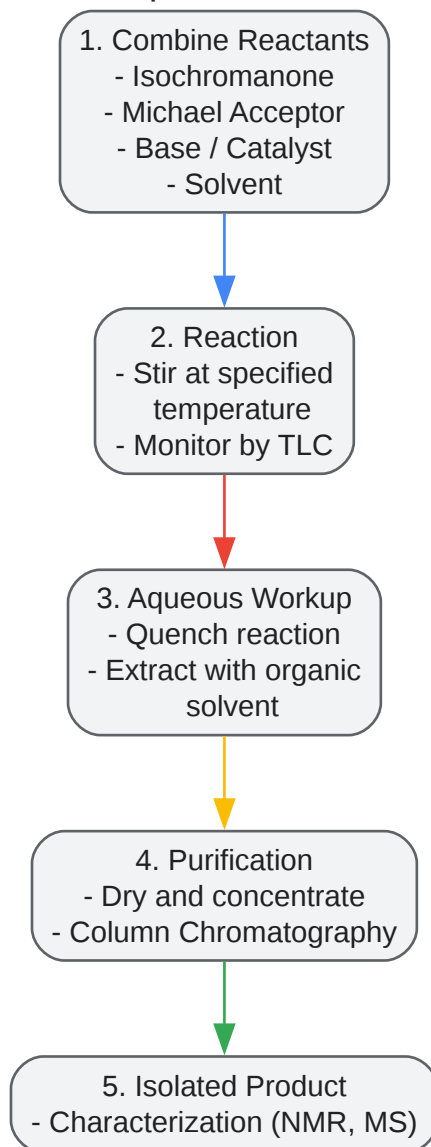 1. Combine Reactants
- Isochromanone
- Michael Acceptor
- Base / Catalyst
- Solvent
2. Reaction
- Stir at specified
temperature
- Monitor by TLC
3. Aqueous Workup
- Quench reaction
- Extract with organic
solvent
4. Purification
- Dry and concentrate
- Column Chromatography
5. Isolated Product
- Characterization (NMR, MS)